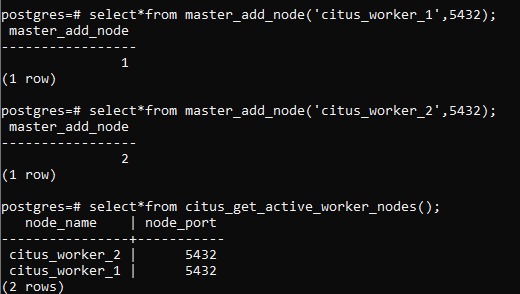 postgres=# select*from master_add_node('citus_worker_1',5432);
 master_add_node
-----------------
               1
(1 row)

postgres=# select*from master_add_node('citus_worker_2',5432);
 master_add_node
-----------------
               2
(1 row)

postgres=# select*from citus_get_active_worker_nodes();
   node_name    | node_port
----------------+-----------
 citus_worker_2 |      5432
 citus_worker_1 |      5432
(2 rows)